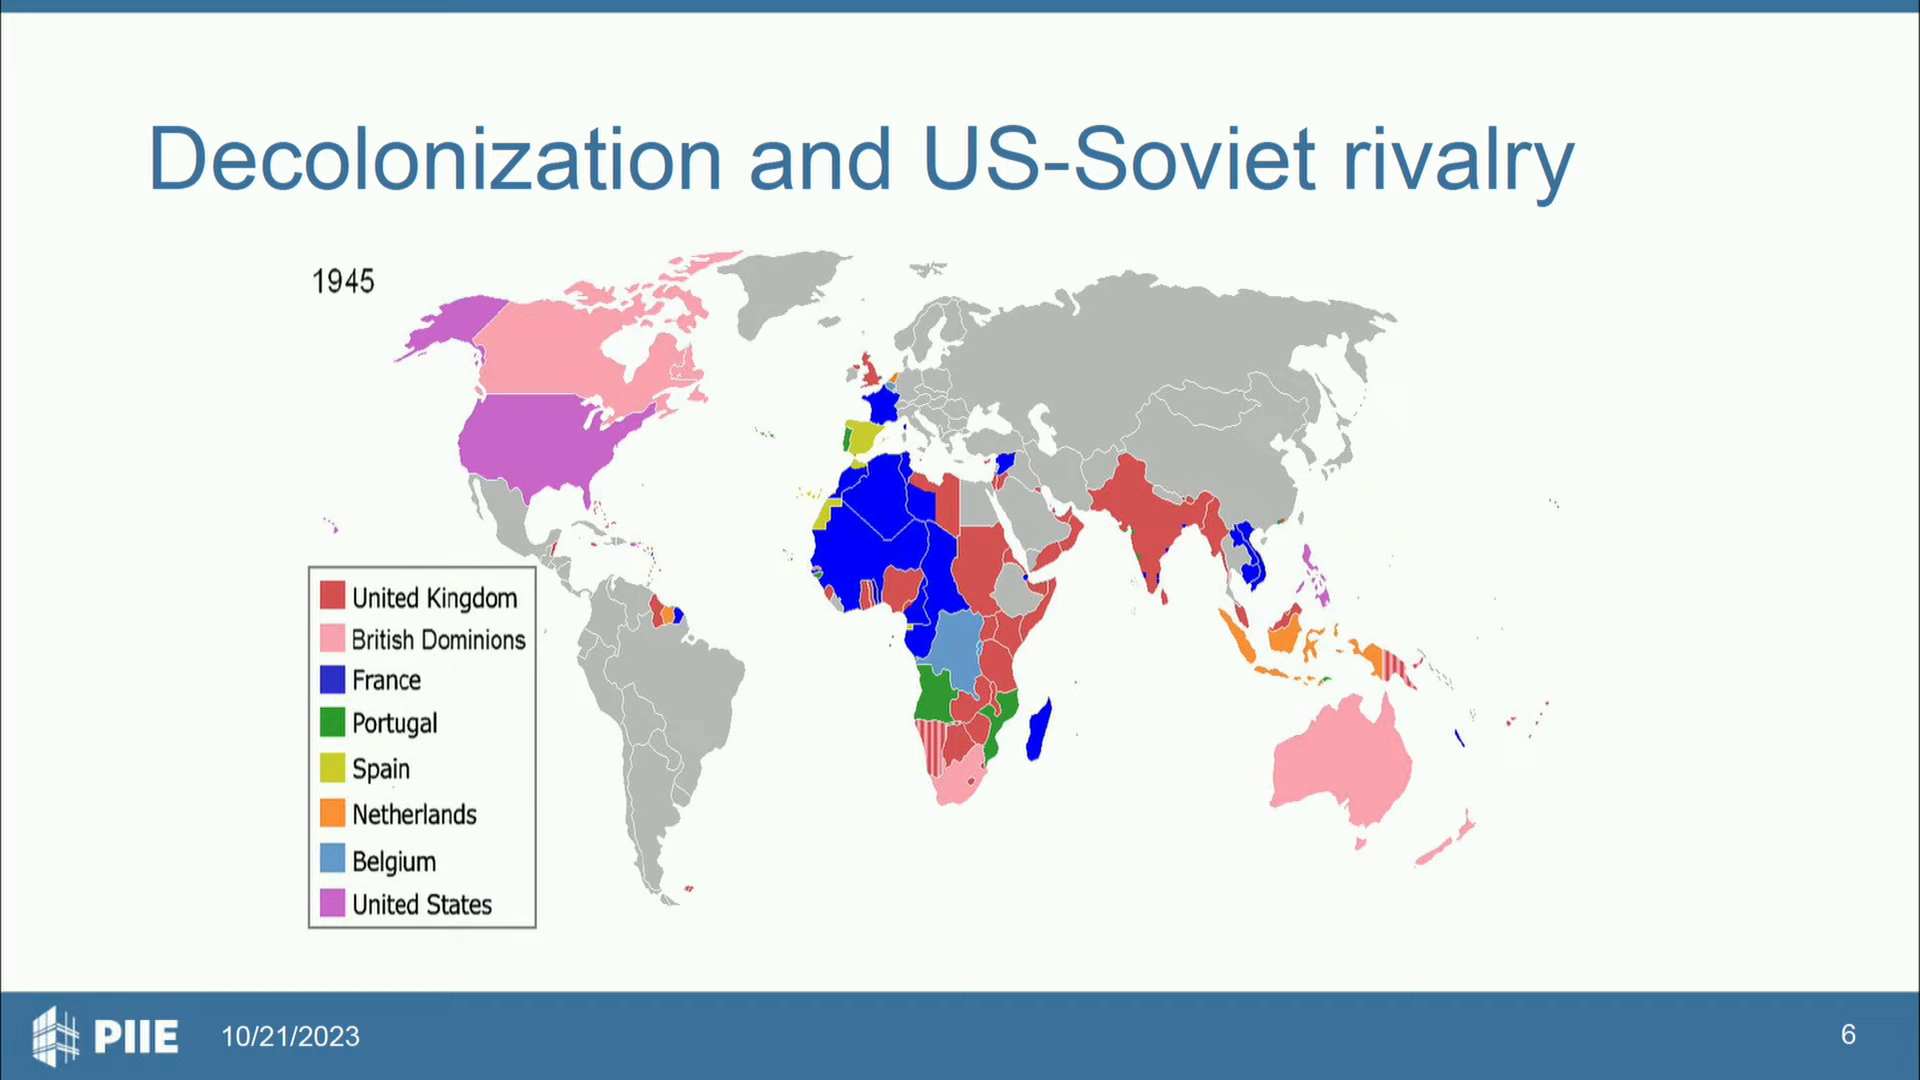 Decolonization and US-Soviet rivalry
1945
United Kingdom
British Dominions
France
Portugal
Spain
Netherlands
Belgium
United States
PIIE
10/21/2023
6